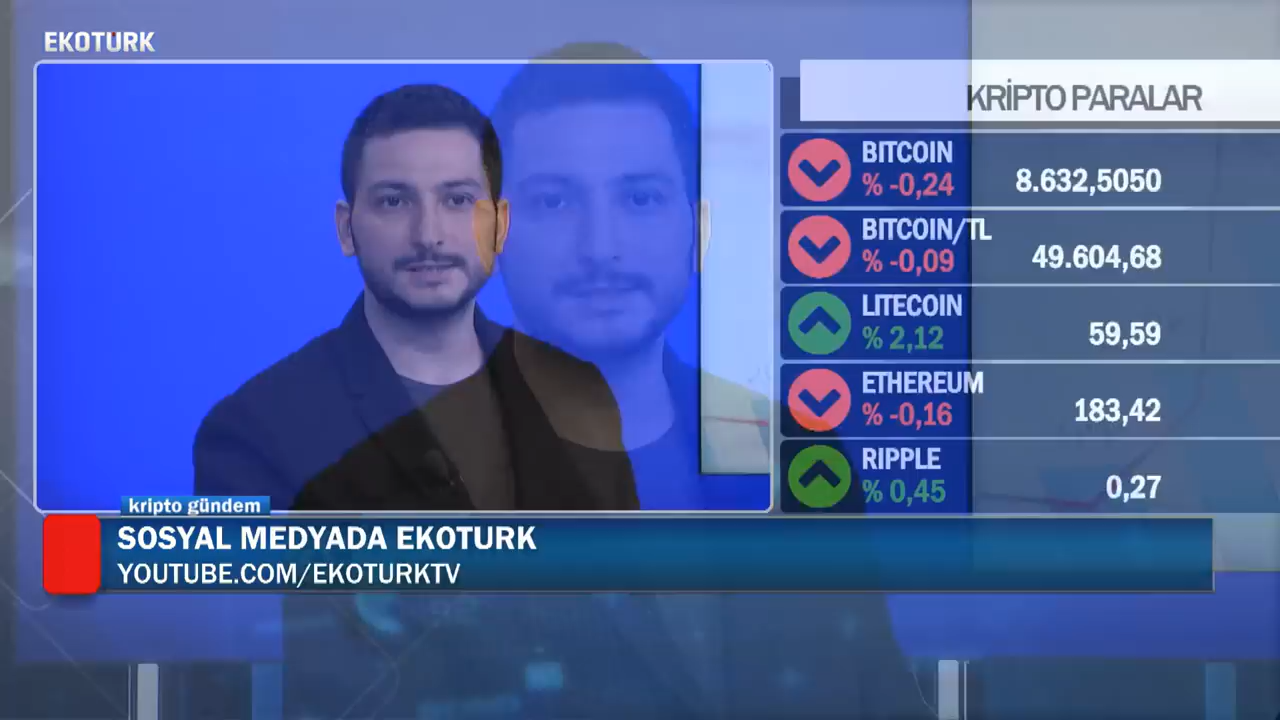 EKOTÜRK
KRİPTO PARALAR
BITCOIN
% -0,24
8.632,5050
BITCOIN/TL
% -0,09
49.604,68
LITECOIN
% 2,12
59,59
ETHEREUM
% -0,16
183,42
RIPPLE
% 0,45
0,27
kripto gündem
SOSYAL MEDYADA EKOTURK
YOUTUBE.COM/EKOTURKTV